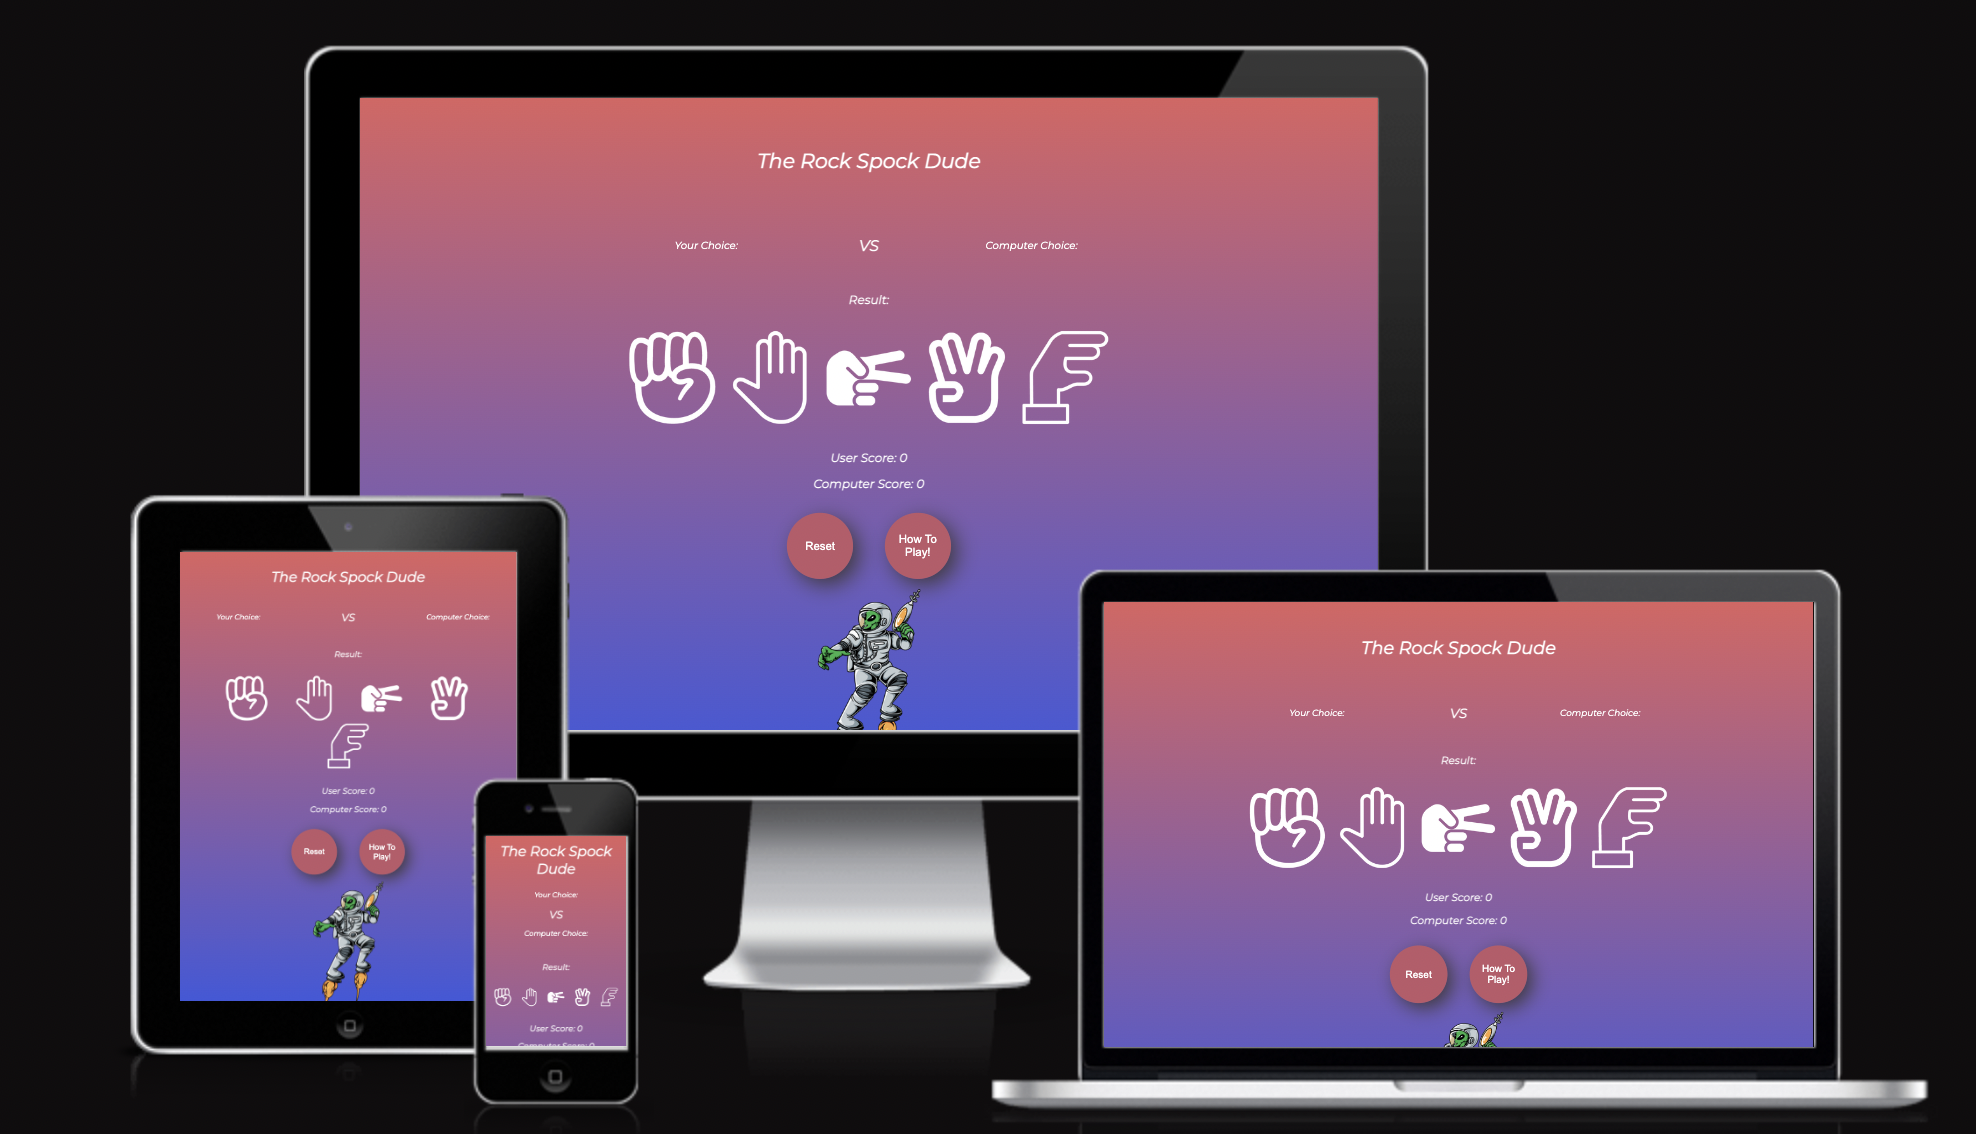 The Rock Spock Dude
Your Choice:
VS
Computer Choice:
Result:
User Score: 0
Computer Score: 0
Reset
How To
Play!
The Rock Spock Dude
Your Choice:
VS
Computer Choice:
Result:
User Score: 0
Computer Score: 0
Reset
How To
Play!
The Rock Spock
Dude
Your Choice:
VS
Computer Choice:
Result:
User Score: 0
Computer Score: 0
The Rock Spock Dude
Your Choice:
VS
Computer Choice:
Result:
User Score: 0
Computer Score: 0
Reset
How To
Play!